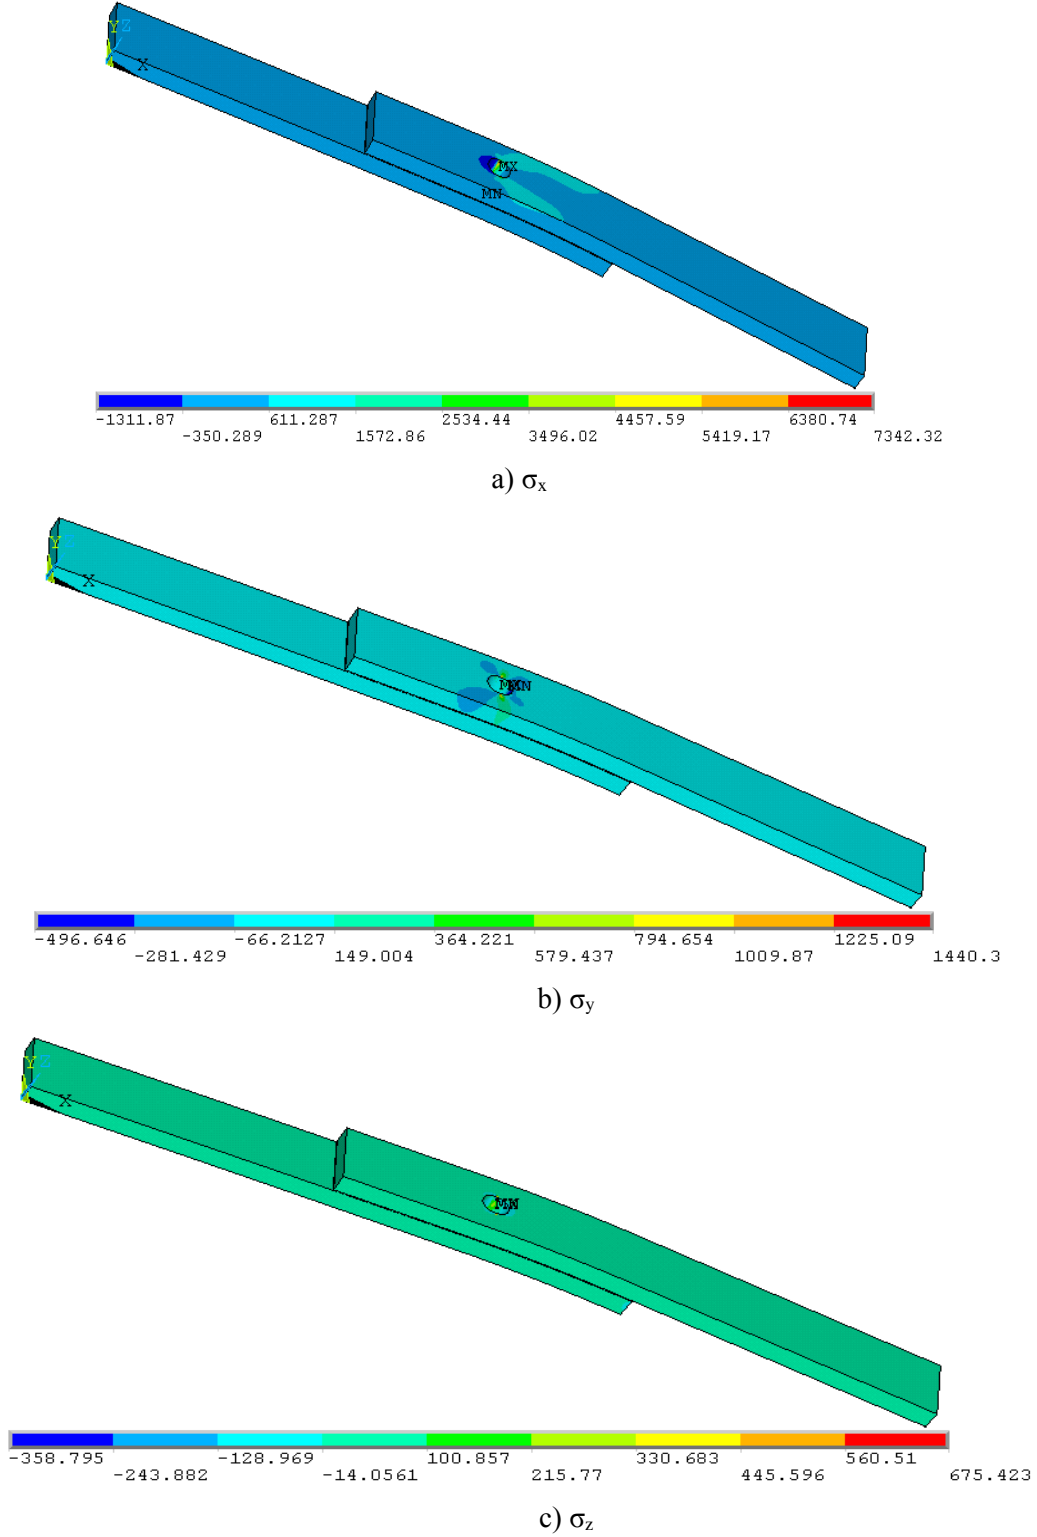 YZ
X
MX
MN
-1311.87 611.287 2534.44 4457.59 6380.74
-350.289 1572.86 3496.02 5419.17 7342.32
a) σx
Y
X
MN
-496.646 -66.2127 364.221 794.654 1225.09
-281.429 149.004 579.437 1009.87 1440.3
b) σy
YZ
X
MN
-358.795 -128.969 100.857 330.683 560.51
-243.882 -14.0561 215.77 445.596 675.423
c) σz